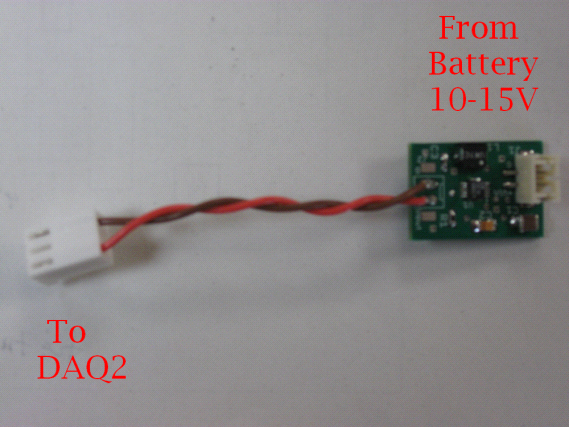 From
Battery
10-15V
To
DAQ2